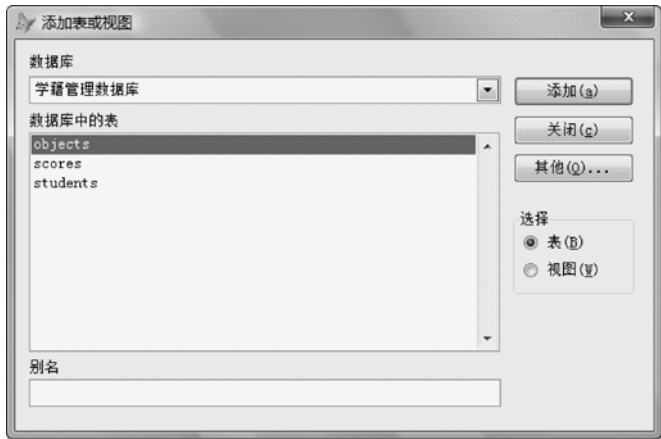 添加表或视图
x
数据库
学籍管理数据库
数据库中的表
objects
scores
students
别名
添加(a)
关闭(c)
其他(O)...
选择
表(B)
视图(W)